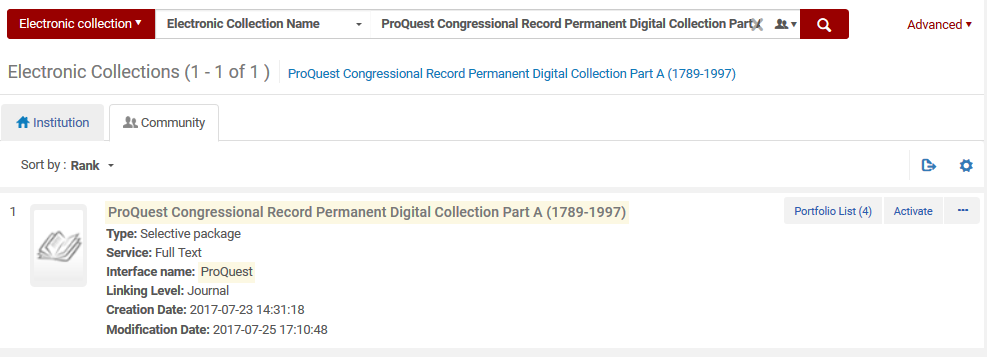 Electronic collection Electronic Collection Name ProQuest Congressional Record Permanent Digital Collection Part Advanced
Electronic Collections (1 - 1 of 1 ) ProQuest Congressional Record Permanent Digital Collection Part A (1789-1997)
Institution Community
Sort by : Rank
1 ProQuest Congressional Record Permanent Digital Collection Part A (1789-1997) Portfolio List (4) Activate
Type: Selective package
Service: Full Text
Interface name: ProQuest
Linking Level: Journal
Creation Date: 2017-07-23 14:31:18
Modification Date: 2017-07-25 17:10:48